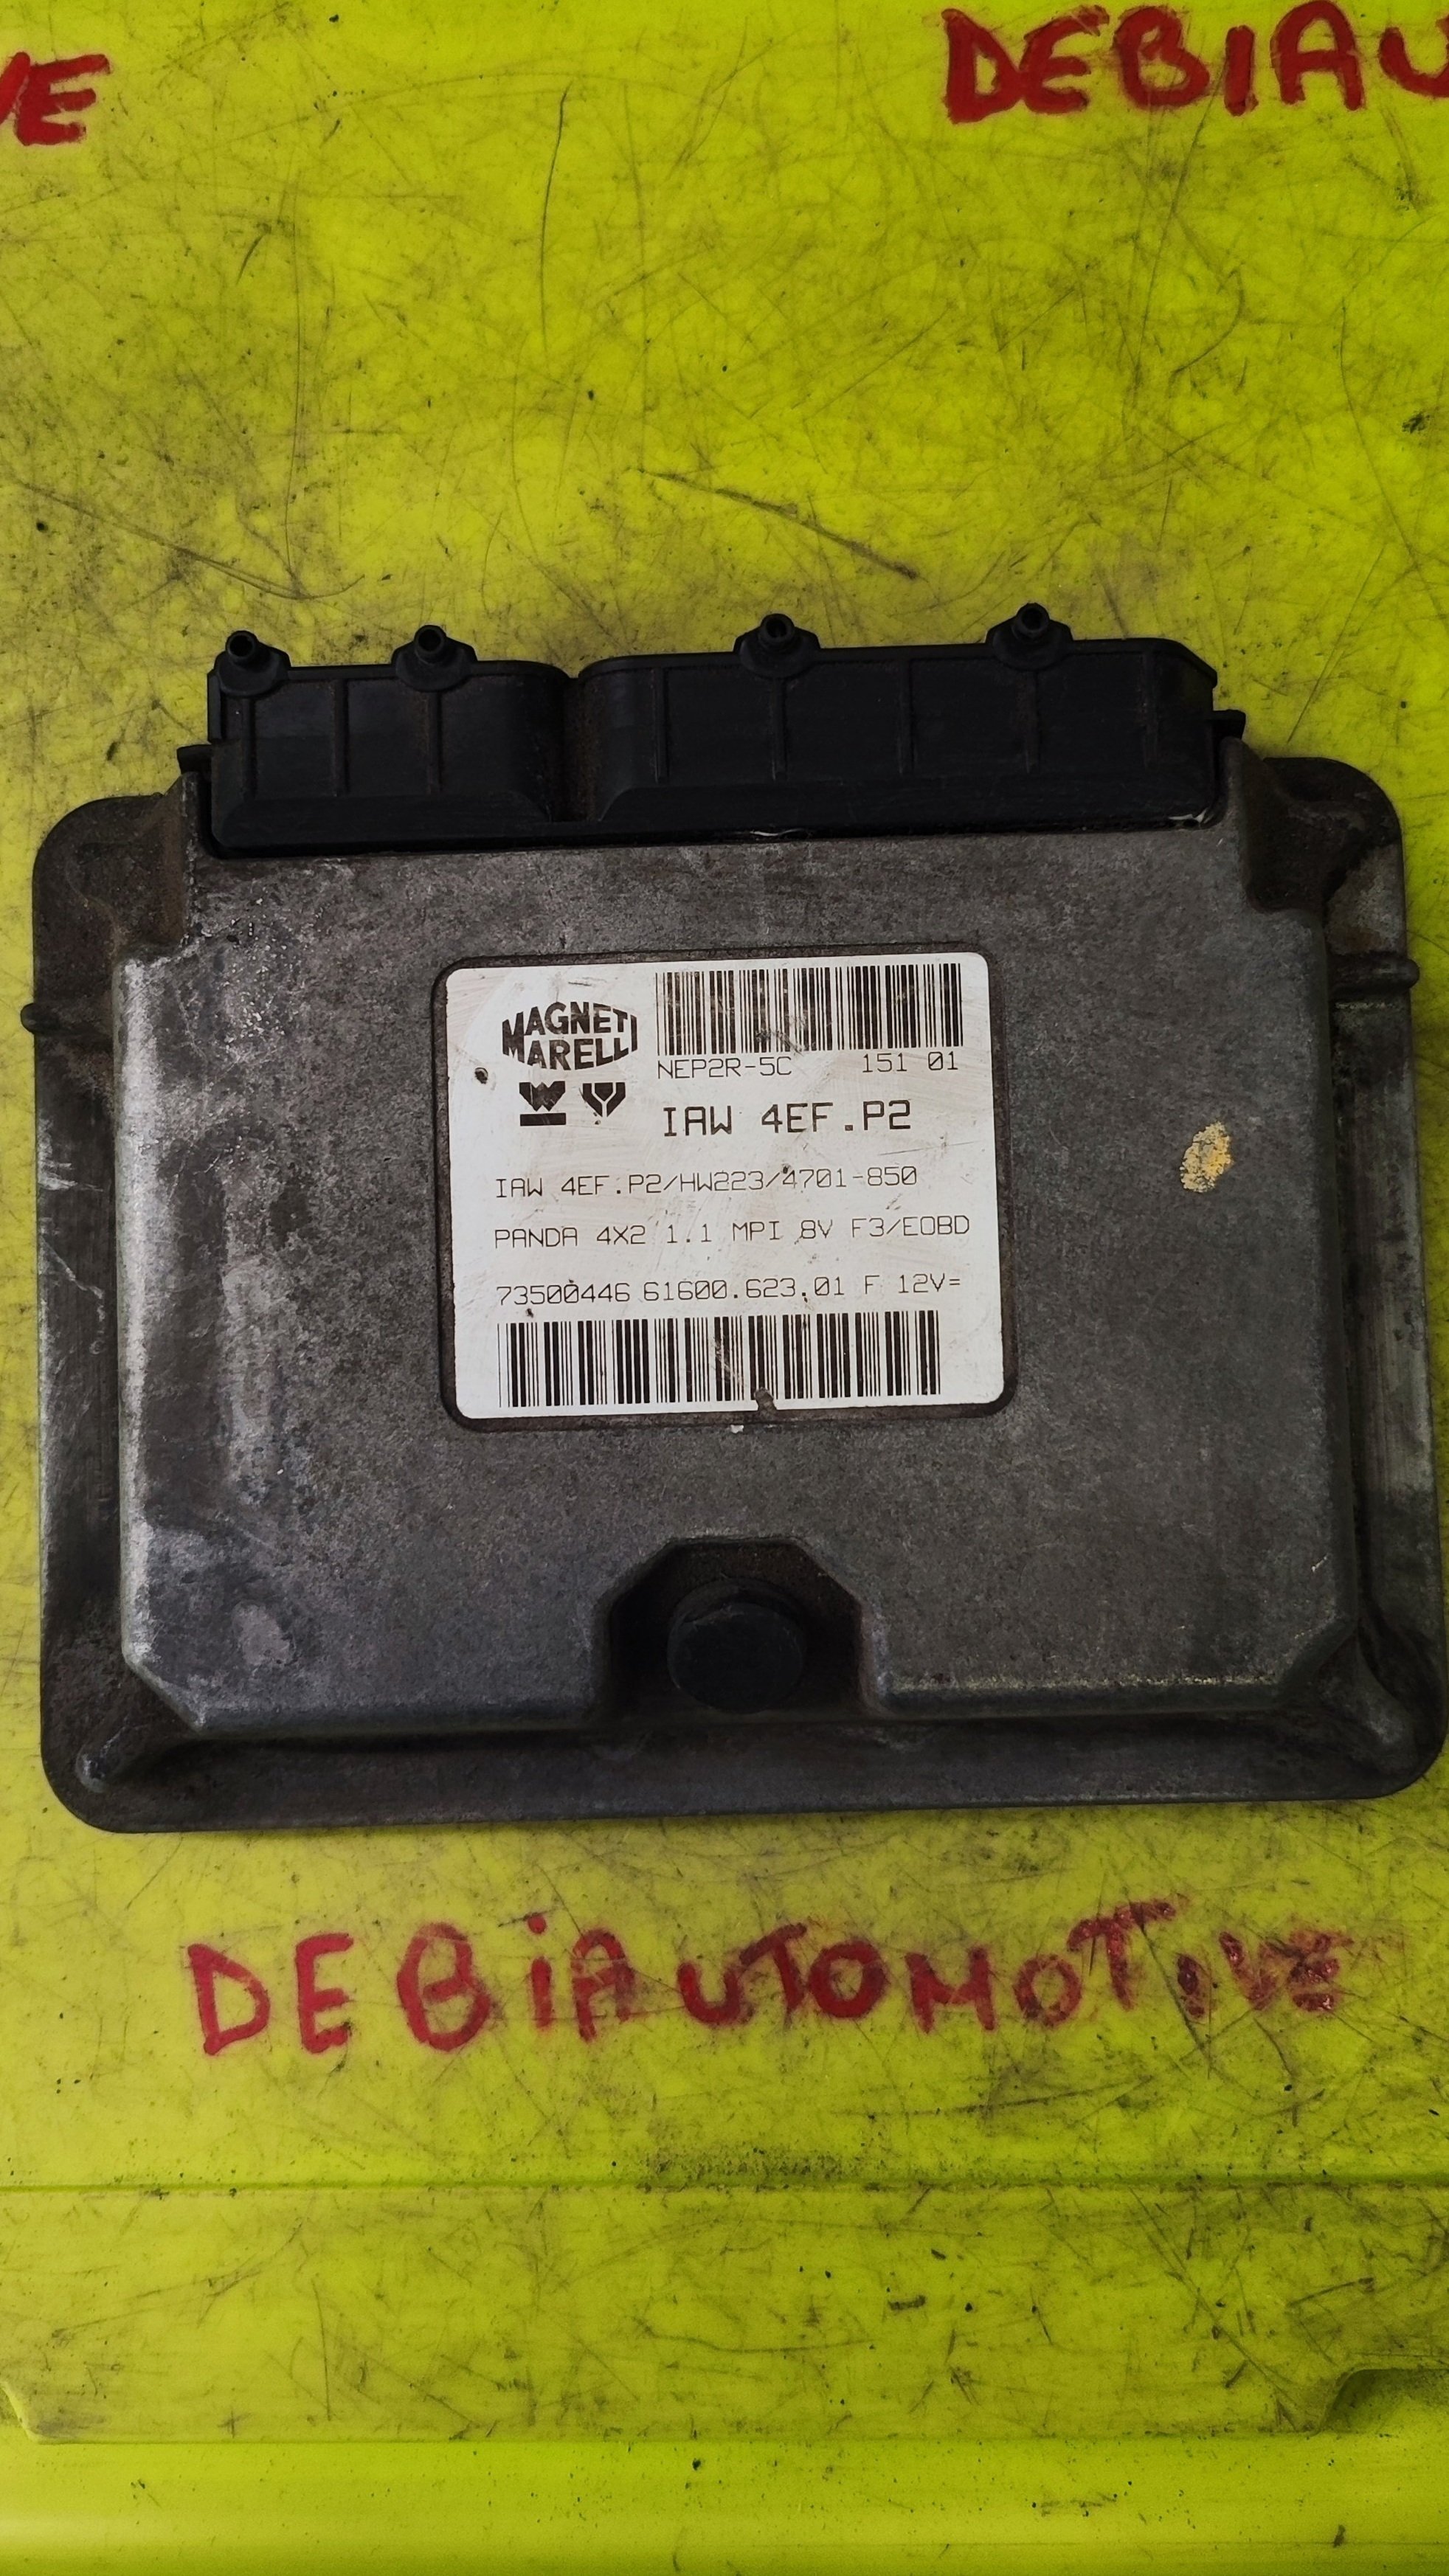 VE
DEBIAU
MAGNETI
MARELLI
NEP2R-5C 151 01
IAW 4EF.P2
IAW 4EF.P2/HW223/4701-850
PANDA 4X2 1.1 MPI 8V F3/EOBD
73500446 61600.623.01 F 12V=
DEBiAUTOMOTIVE